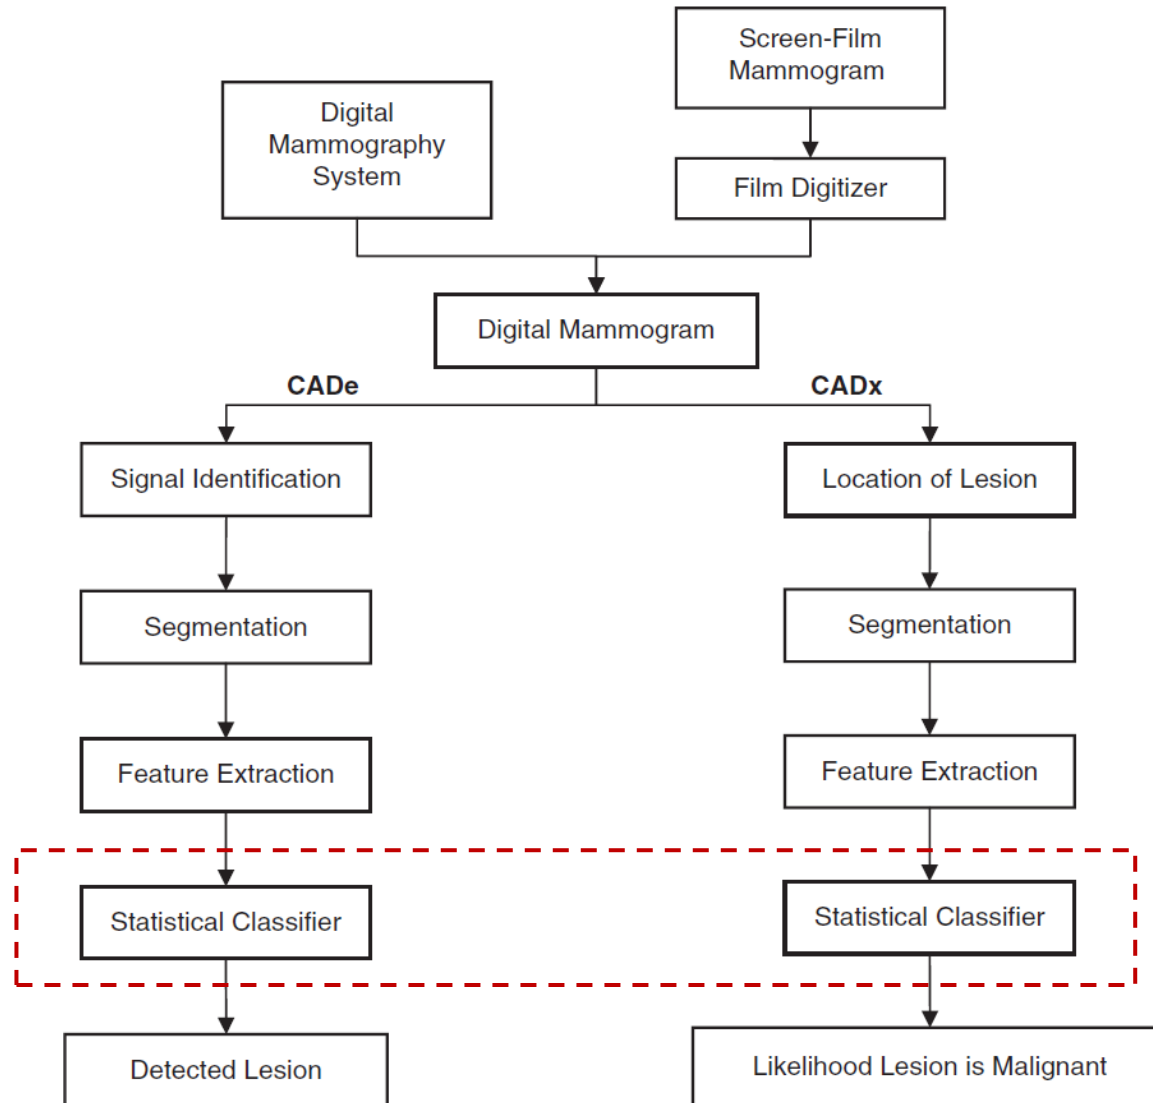 Screen-Film
Mammogram
Digital
Mammography
System
Film Digitizer
Digital Mammogram
CADe
CADx
Signal Identification
Location of Lesion
Segmentation
Segmentation
Feature Extraction
Feature Extraction
Statistical Classifier
Statistical Classifier
Detected Lesion
Likelihood Lesion is Malignant